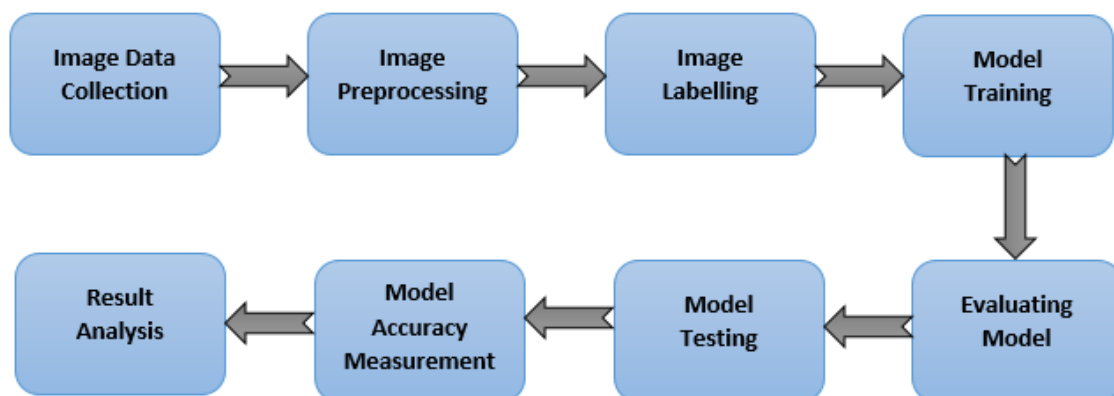 Image Data
Collection
Image
Preprocessing
Image
Labelling
Model
Training
Evaluating
Model
Model
Testing
Model
Accuracy
Measurement
Result
Analysis